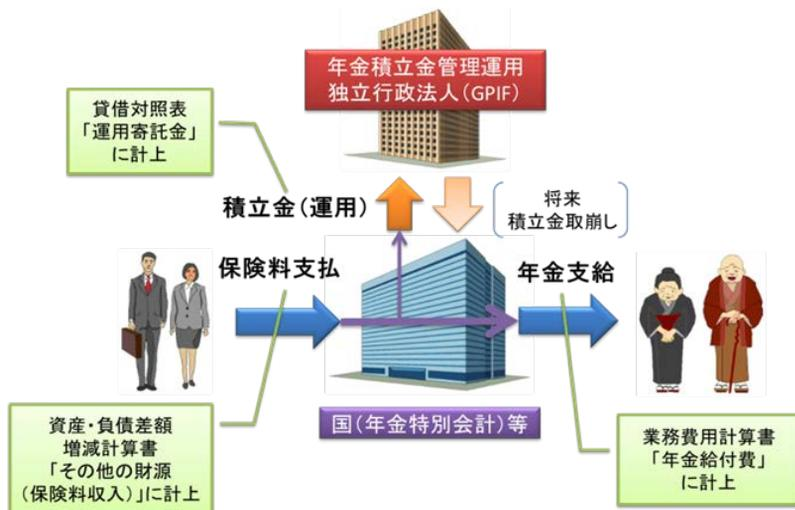 年金積立金管理運用
独立行政法人（GPIF）
貸借対照表
「運用寄託金」
に計上
積立金（運用）
将来
積立金取崩し
保険料支払
年金支給
資産・負債差額
増減計算書
「その他の財源
（保険料収入）」に計上
国（年金特別会計）等
業務費用計算書
「年金給付費」
に計上